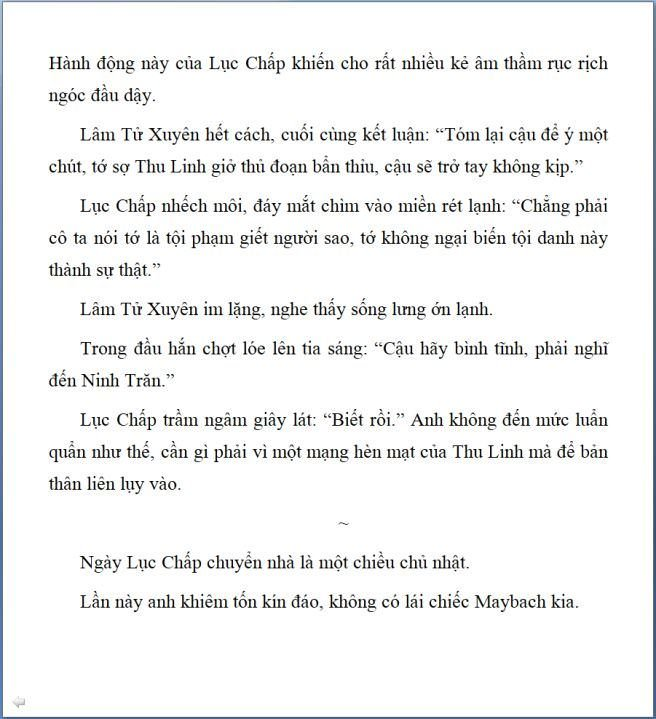 Hành động này của Lục Chấp khiến cho rất nhiều kẻ âm thầm rục rịch
ngóc đầu dậy.
Lâm Tử Xuyên hết cách, cuối cùng kết luận: “Tóm lại cậu để ý một
chút, tớ sợ Thu Linh giở thủ đoạn bẩn thỉu, cậu sẽ trở tay không kịp.”
Lục Chấp nhếch môi, đáy mắt chìm vào miền rét lạnh: “Chẳng phải
cô ta nói tớ là tội phạm giết người sao, tớ không ngại biến tội danh này
thành sự thật.”
Lâm Tử Xuyên im lặng, nghe thấy sống lưng ớn lạnh.
Trong đầu hắn chợt lóe lên tia sáng: “Cậu hãy bình tĩnh, phải nghĩ
đến Ninh Trăn.”
Lục Chấp trầm ngâm giây lát: “Biết rồi.” Anh không đến mức luẩn
quẩn như thế, cần gì phải vì một mạng hèn mạt của Thu Linh mà để bản
thân liên lụy vào.
~
Ngày Lục Chấp chuyển nhà là một chiều chủ nhật.
Lần này anh khiêm tốn kín đáo, không có lái chiếc Maybach kia.